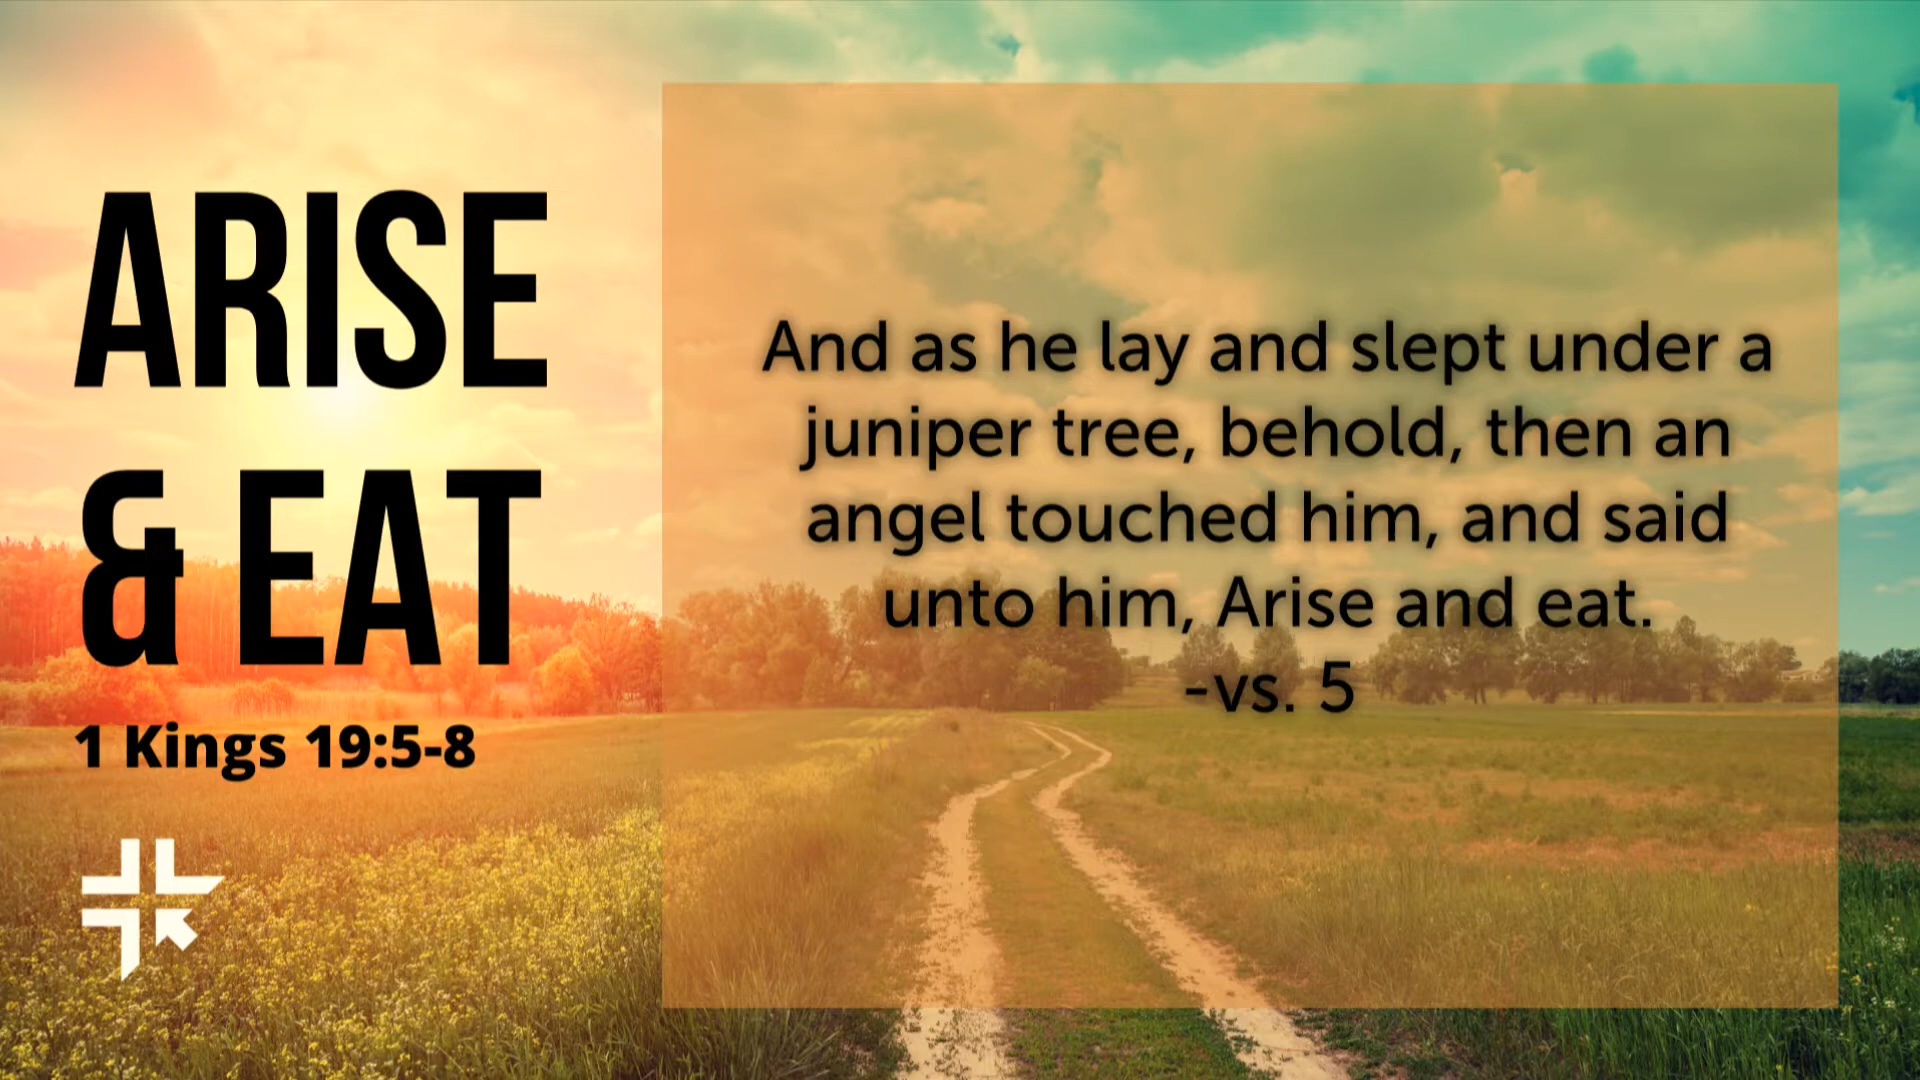 ARISE
& EAT
1 Kings 19:5-8
And as he lay and slept under a
juniper tree, behold, then an
angel touched him, and said
unto him, Arise and eat.
-vs. 5